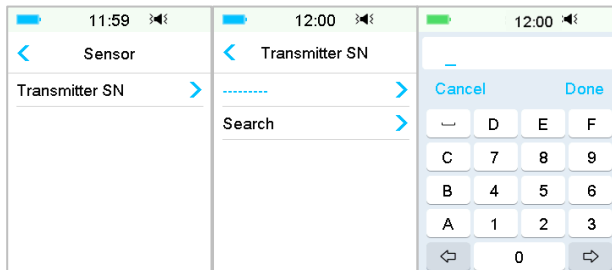 11:59
Sensor
Transmitter SN
12:00
Transmitter SN
---------
Search
12:00
_
Cancel Done
D E F
C 7 8 9
B 4 5 6
A 1 2 3
0